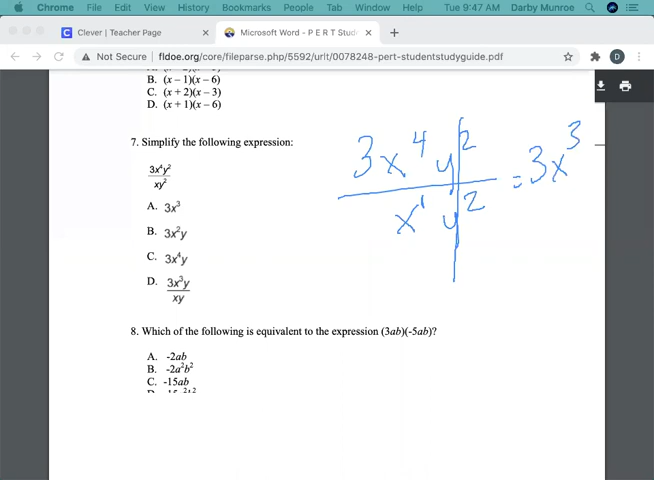 Chrome File Edit View History Bookmarks People Tab Window Help Tue 9:47 AM Darby Munroe
Clever | Teacher Page × Microsoft Word - P E R T Stud × +
Not Secure | fldoe.org/core/fileparse.php/5592/urlt/0078248-pert-studentstudyguide.pdf D
B. (x – 1)(x – 6)
C. (x + 2)(x – 3)
D. (x + 1)(x – 6)
7. Simplify the following expression:
3x⁴y²
xy²
A. 3x³
B. 3x²y
C. 3x⁴y
D. 3x³y
xy
3x⁴y²
x¹y²
= 3x³
8. Which of the following is equivalent to the expression (3ab)(-5ab)?
A. -2ab
B. -2a²b²
C. -15ab